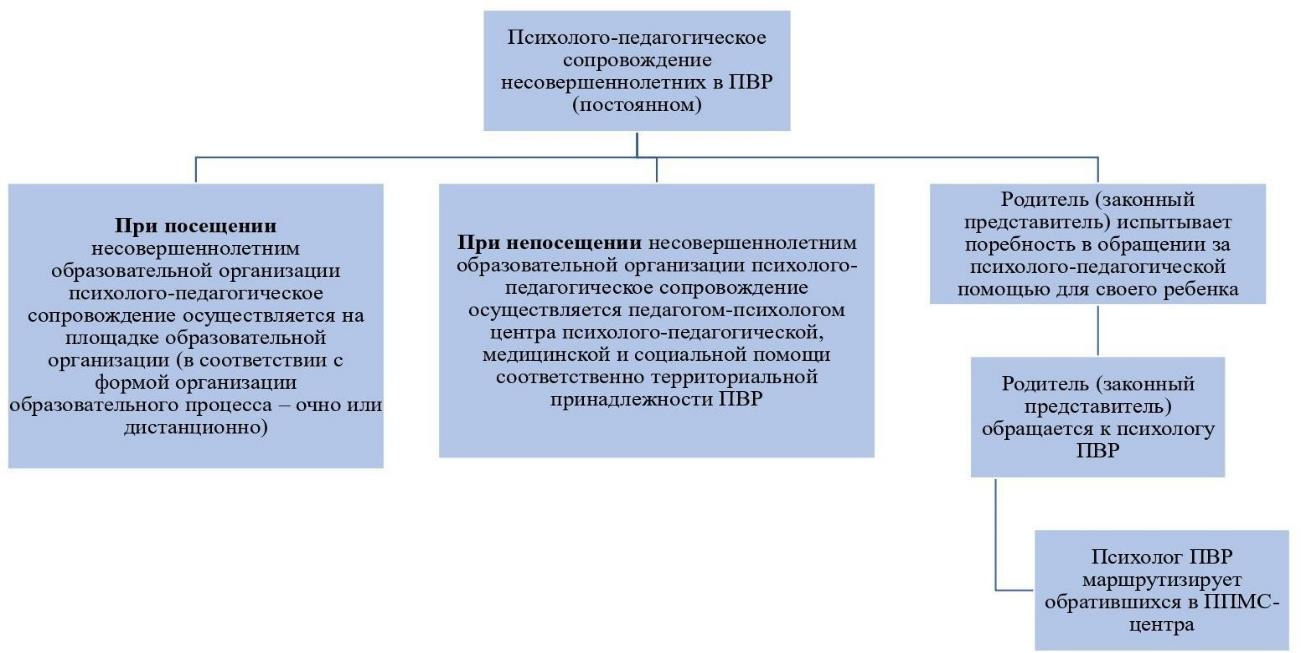 Психолого-педагогическое
сопровождение
несовершеннолетних в ПВР
(постоянном)
При посещении
несовершеннолетним
образовательной организации
психолого-педагогическое
сопровождение осуществляется на
площадке образовательной
организации (в соответствии с
формой организации
образовательного процесса – очно или
дистанционно)
При непосещении несовершеннолетним
образовательной организации психолого-
педагогическое сопровождение
осуществляется педагогом-психологом
центра психолого-педагогической,
медицинской и социальной помощи
соответственно территориальной
принадлежности ПВР
Родитель (законный
представитель) испытывает
поребность в обращении за
психолого-педагогической
помощью для своего ребенка
Родитель (законный
представитель)
обращается к психологу
ПВР
Психолог ПВР
маршрутизирует
обратившихся в ППМС-
центра